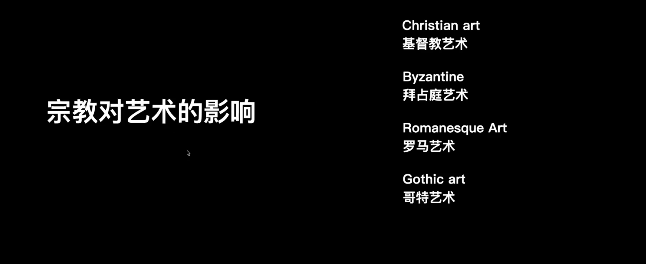 宗教对艺术的影响
Christian art
基督教艺术
Byzantine
拜占庭艺术
Romanesque Art
罗马艺术
Gothic art
哥特艺术